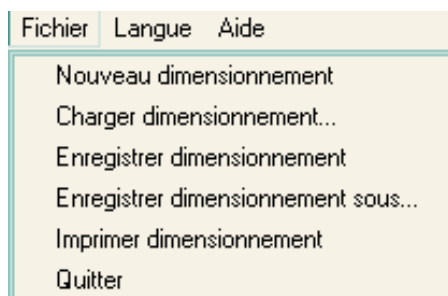 Fichier Langue Aide
Nouveau dimensionnement
Charger dimensionnement...
Enregistrer dimensionnement
Enregistrer dimensionnement sous...
Imprimer dimensionnement
Quitter